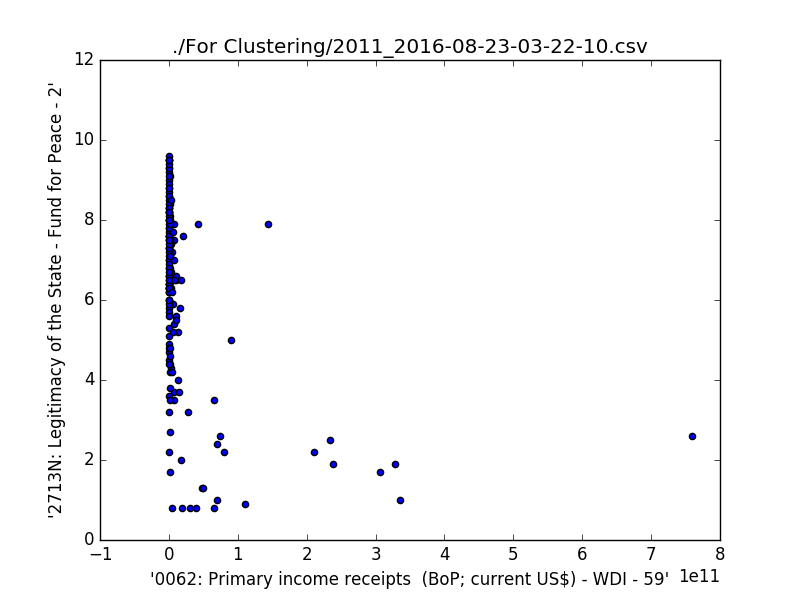 ./For Clustering/2011_2016-08-23-03-22-10.csv
12
10
8
6
4
2
0
'2713N: Legitimacy of the State - Fund for Peace - 2'
−1 0 1 2 3 4 5 6 7 8
1e11
'0062: Primary income receipts  (BoP; current US$) - WDI - 59'